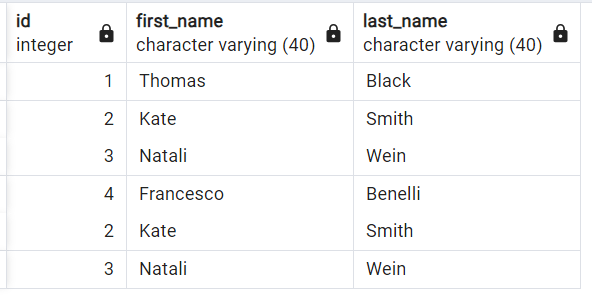 id first_name last_name
integer character varying (40) character varying (40)
1 Thomas Black
2 Kate Smith
3 Natali Wein
4 Francesco Benelli
2 Kate Smith
3 Natali Wein